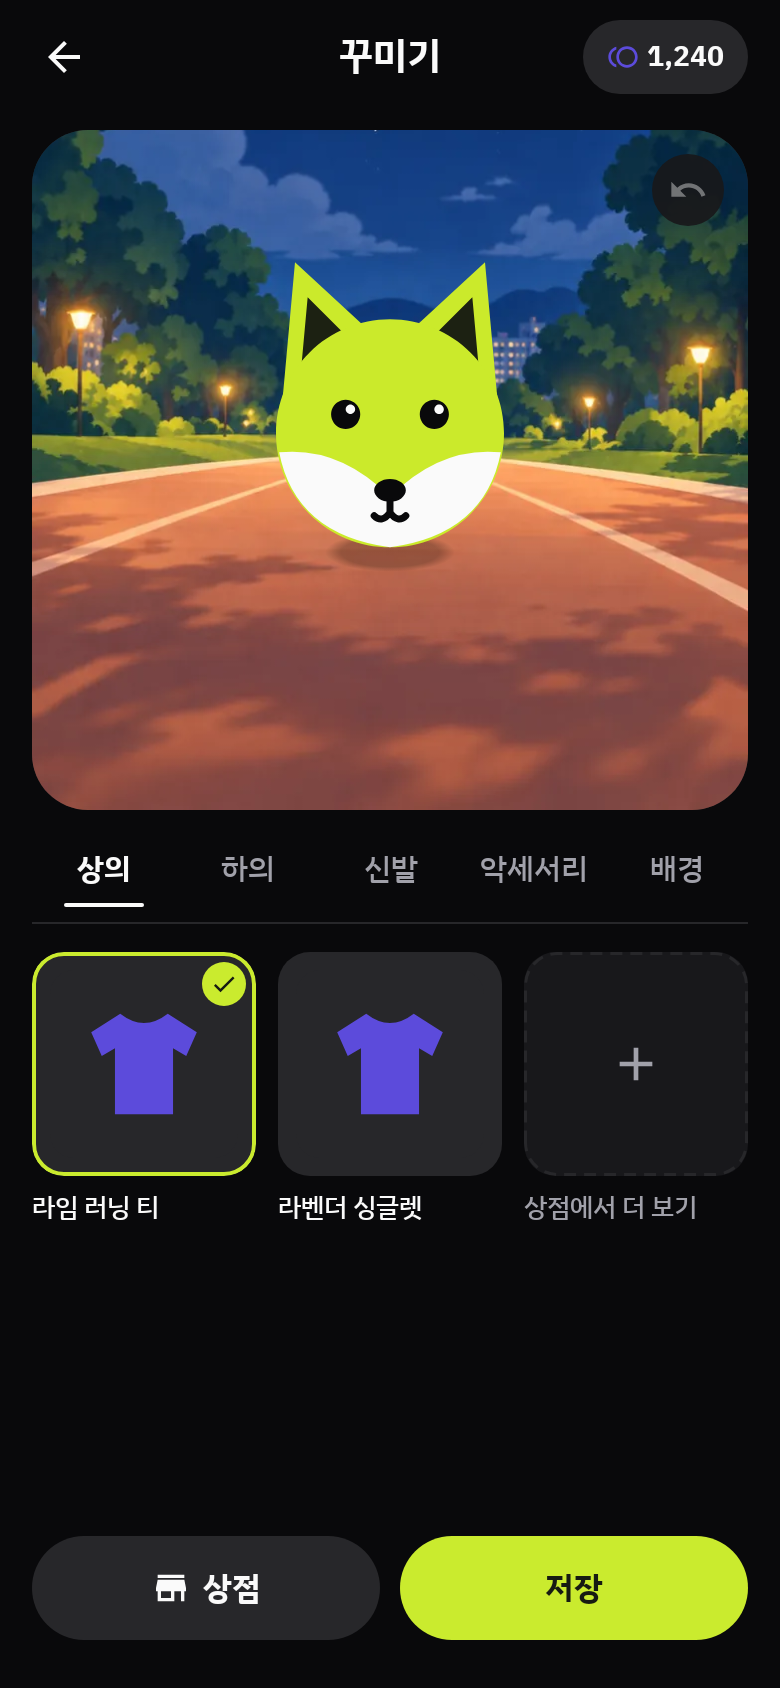 꾸미기
1,240
상의 하의 신발 악세서리 배경
라임 러닝 티
라벤더 싱글렛
상점에서 더 보기
상점
저장